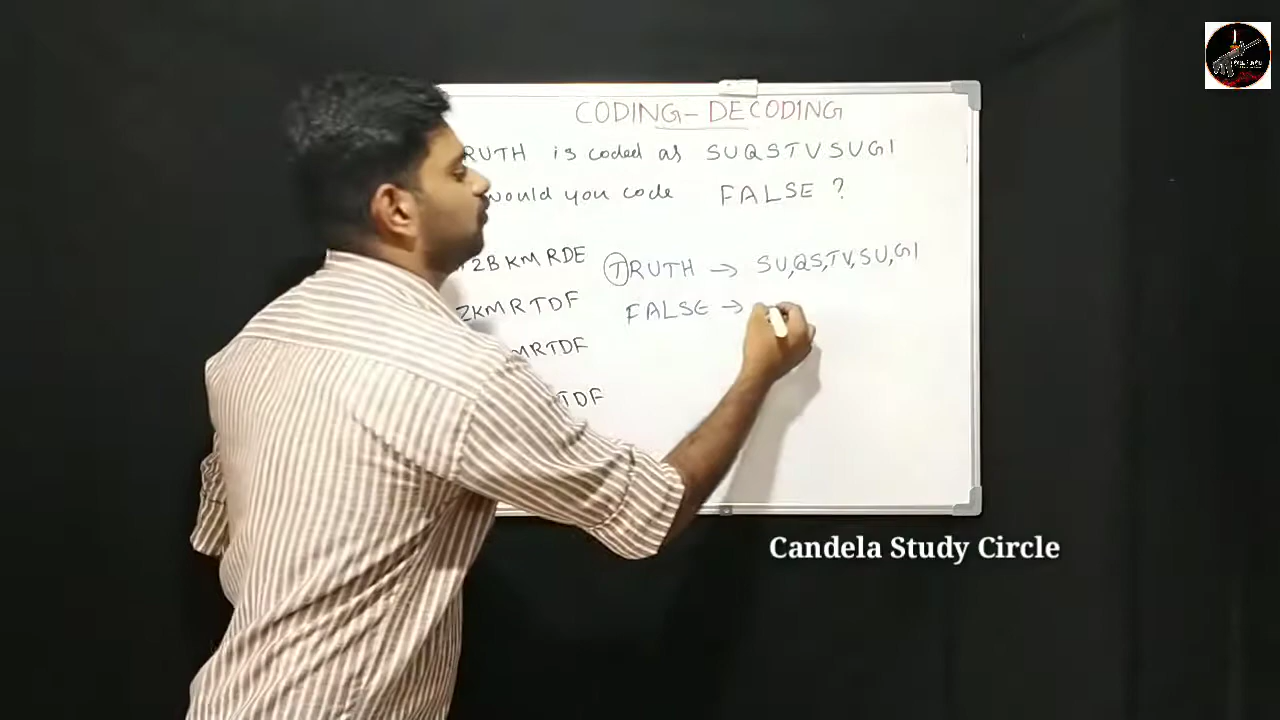 CODING - DECODING
RUTH is coded as SUQSTVSUGI
would you code FALSE ?
ZBKMRDE
TRUTH → SU,QS,TV,SU,GI
ZKMRTDF
FALSE →
MRTDF
TDF
Candela Study Circle